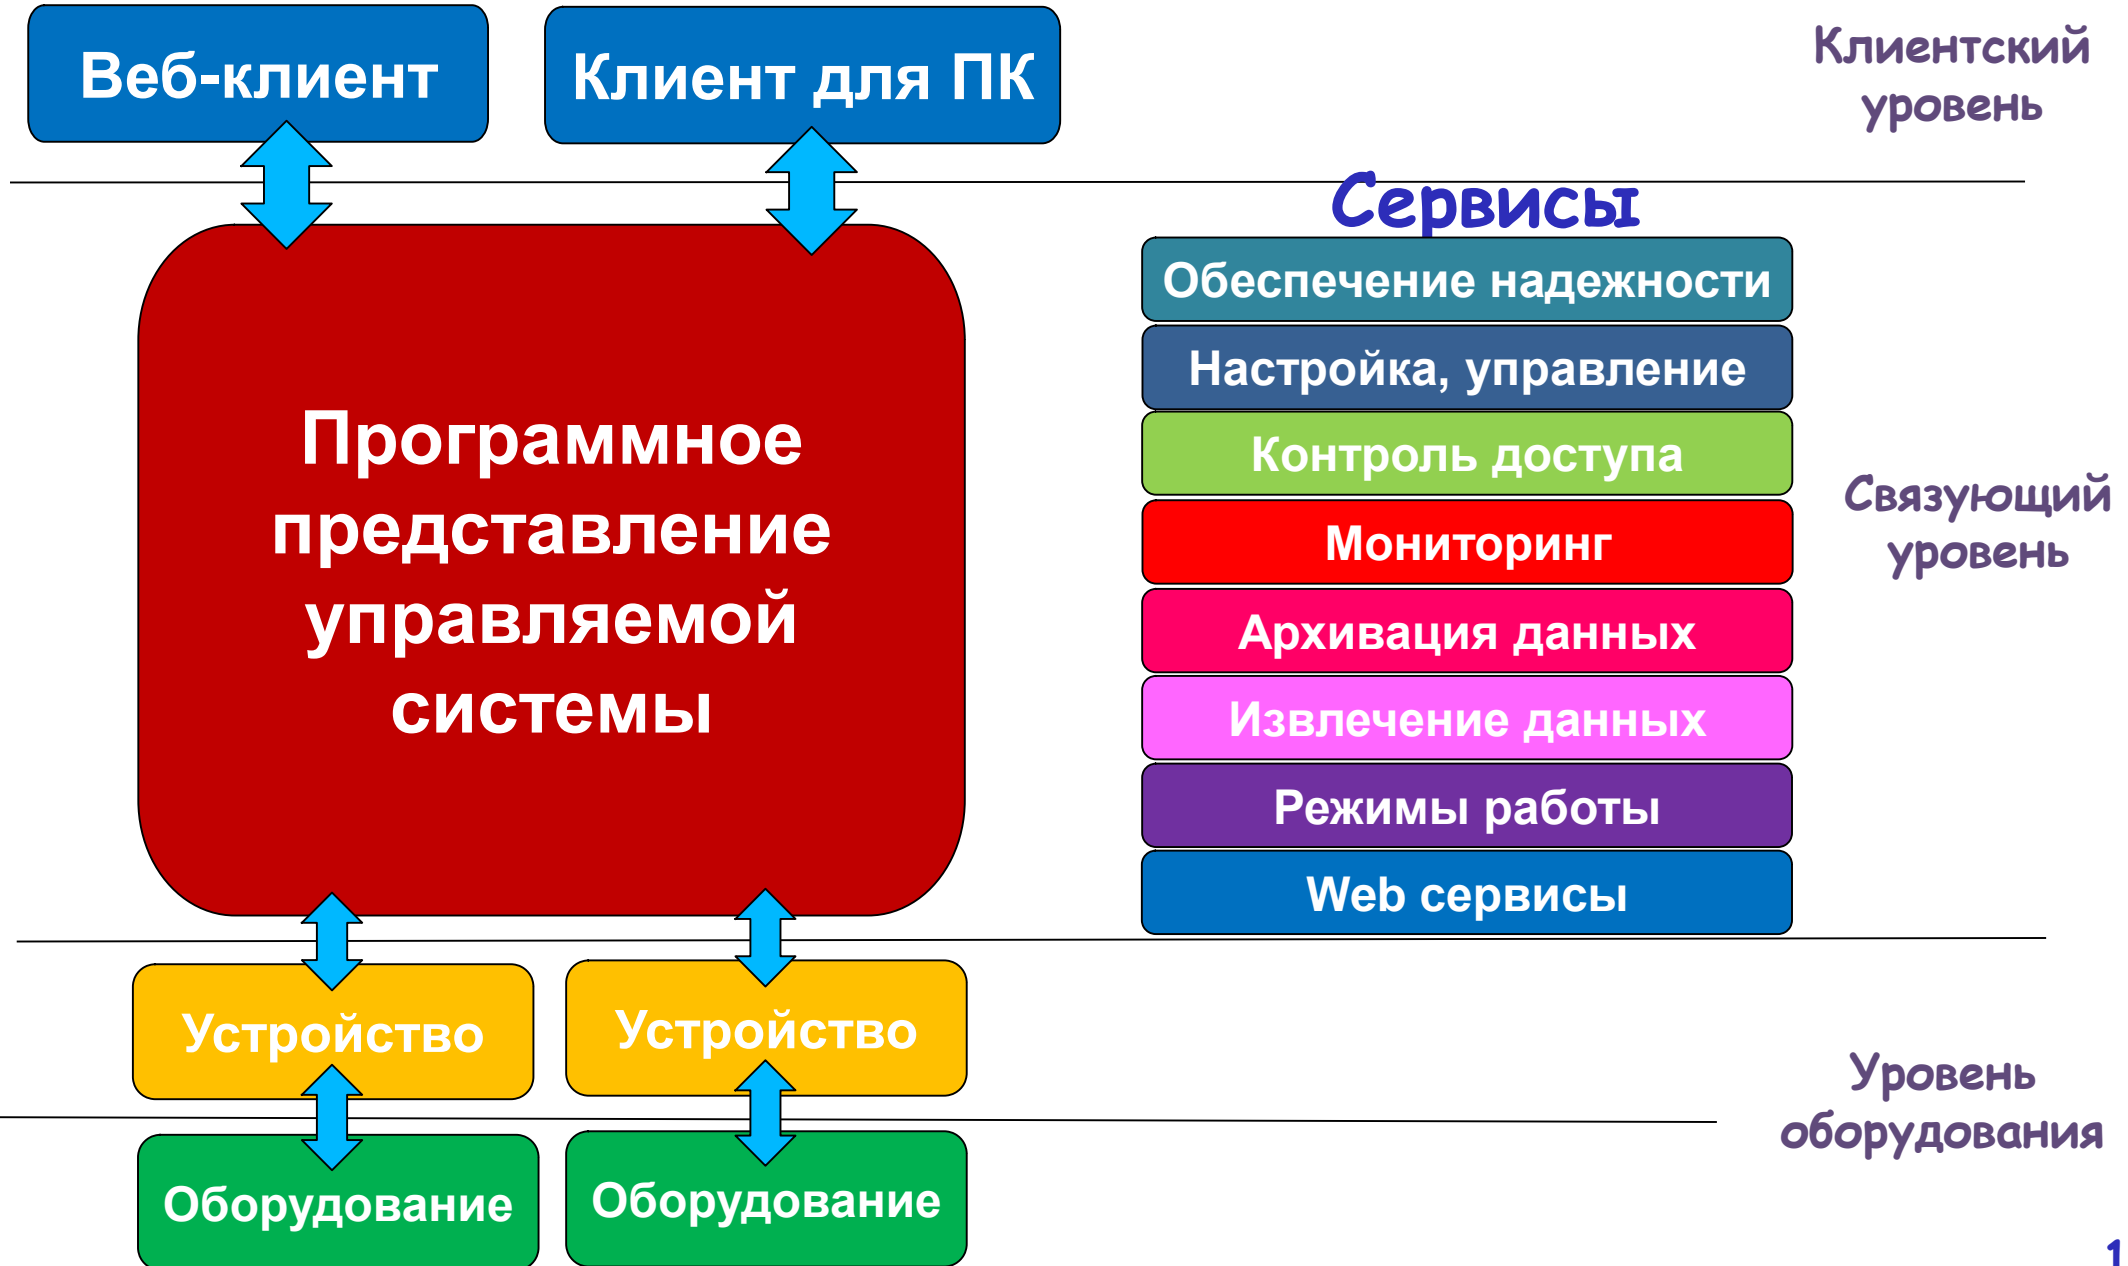 Веб-клиент
Клиент для ПК
Клиентский
уровень
Программное
представление
управляемой
системы
Сервисы
Обеспечение надежности
Настройка, управление
Контроль доступа
Мониторинг
Архивация данных
Извлечение данных
Режимы работы
Web сервисы
Связующий
уровень
Устройство
Устройство
Оборудование
Оборудование
Уровень
оборудования
1